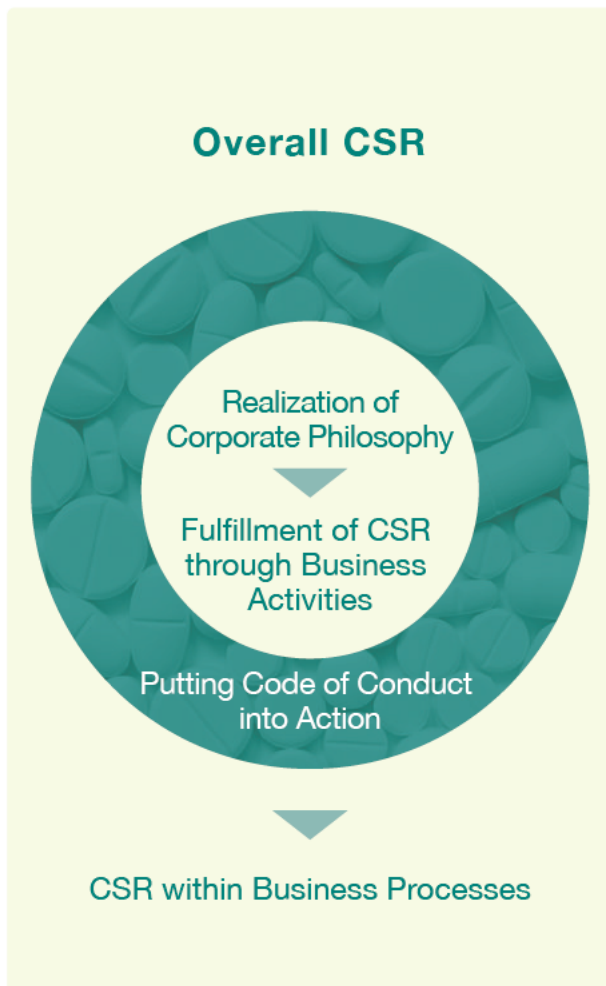 Overall CSR
Realization of
Corporate Philosophy
Fulfillment of CSR
through Business
Activities
Putting Code of Conduct
into Action
CSR within Business Processes